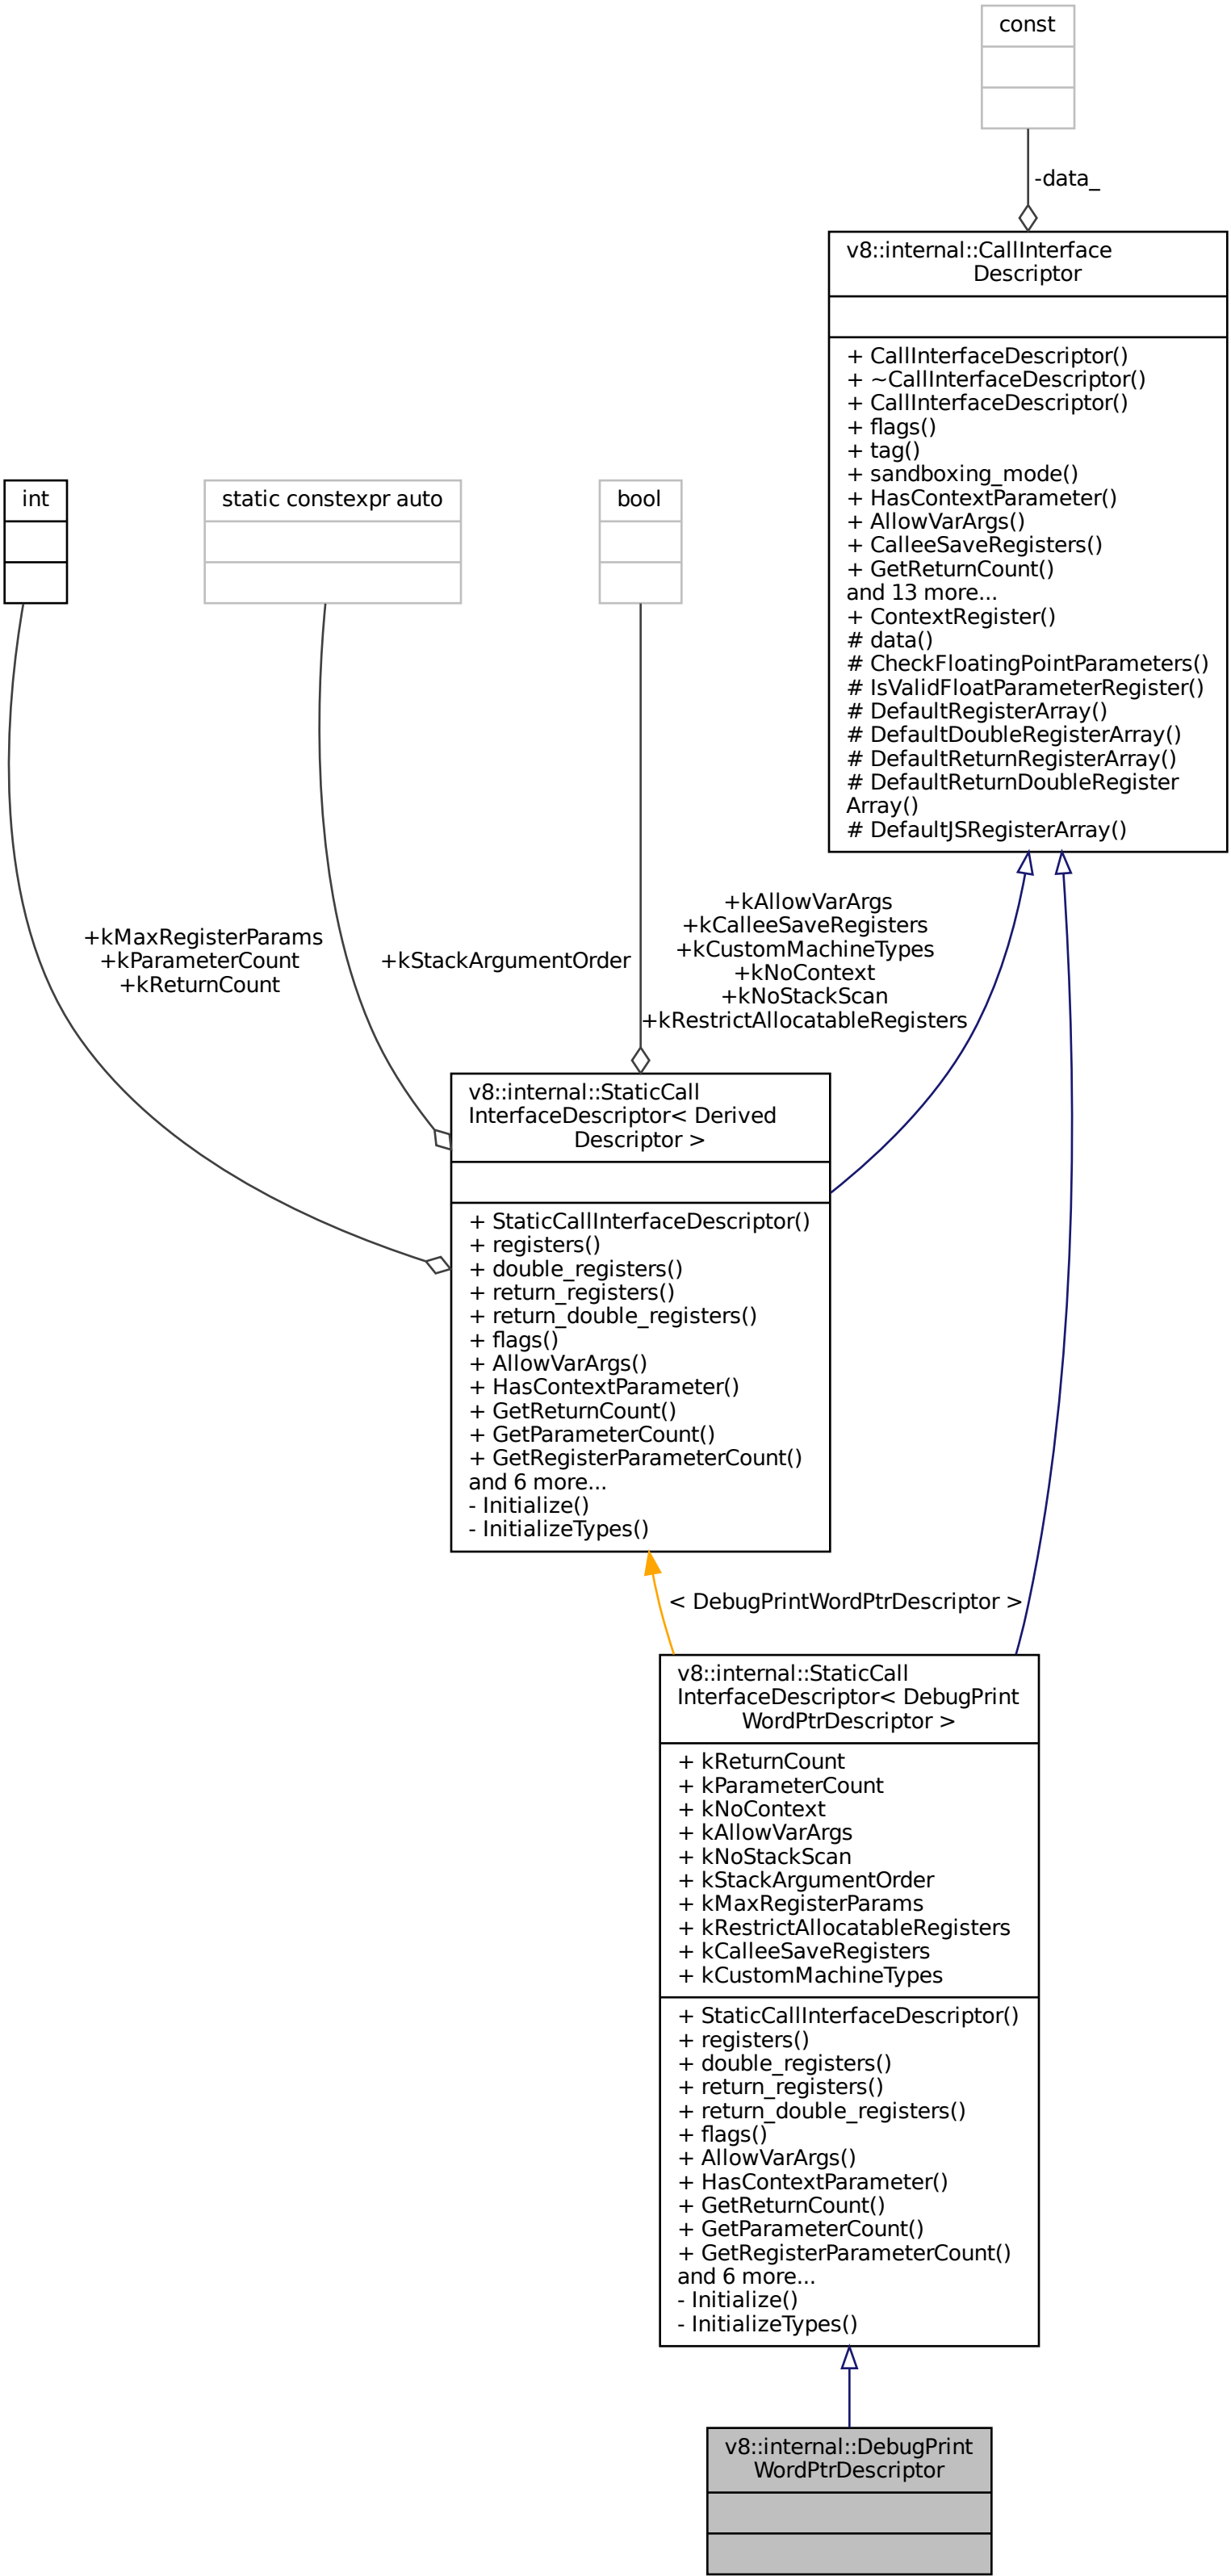 const
-data_
v8::internal::CallInterface
Descriptor
+ CallInterfaceDescriptor()
+ ~CallInterfaceDescriptor()
+ CallInterfaceDescriptor()
+ flags()
+ tag()
+ sandboxing_mode()
+ HasContextParameter()
+ AllowVarArgs()
+ CalleeSaveRegisters()
+ GetReturnCount()
and 13 more...
+ ContextRegister()
# data()
# CheckFloatingPointParameters()
# IsValidFloatParameterRegister()
# DefaultRegisterArray()
# DefaultDoubleRegisterArray()
# DefaultReturnRegisterArray()
# DefaultReturnDoubleRegister
Array()
# DefaultJSRegisterArray()
int
static constexpr auto
bool
+kMaxRegisterParams
+kParameterCount
+kReturnCount
+kStackArgumentOrder
+kAllowVarArgs
+kCalleeSaveRegisters
+kCustomMachineTypes
+kNoContext
+kNoStackScan
+kRestrictAllocatableRegisters
v8::internal::StaticCall
InterfaceDescriptor< Derived
Descriptor >
+ StaticCallInterfaceDescriptor()
+ registers()
+ double_registers()
+ return_registers()
+ return_double_registers()
+ flags()
+ AllowVarArgs()
+ HasContextParameter()
+ GetReturnCount()
+ GetParameterCount()
+ GetRegisterParameterCount()
and 6 more...
- Initialize()
- InitializeTypes()
< DebugPrintWordPtrDescriptor >
v8::internal::StaticCall
InterfaceDescriptor< DebugPrint
WordPtrDescriptor >
+ kReturnCount
+ kParameterCount
+ kNoContext
+ kAllowVarArgs
+ kNoStackScan
+ kStackArgumentOrder
+ kMaxRegisterParams
+ kRestrictAllocatableRegisters
+ kCalleeSaveRegisters
+ kCustomMachineTypes
+ StaticCallInterfaceDescriptor()
+ registers()
+ double_registers()
+ return_registers()
+ return_double_registers()
+ flags()
+ AllowVarArgs()
+ HasContextParameter()
+ GetReturnCount()
+ GetParameterCount()
+ GetRegisterParameterCount()
and 6 more...
- Initialize()
- InitializeTypes()
v8::internal::DebugPrint
WordPtrDescriptor